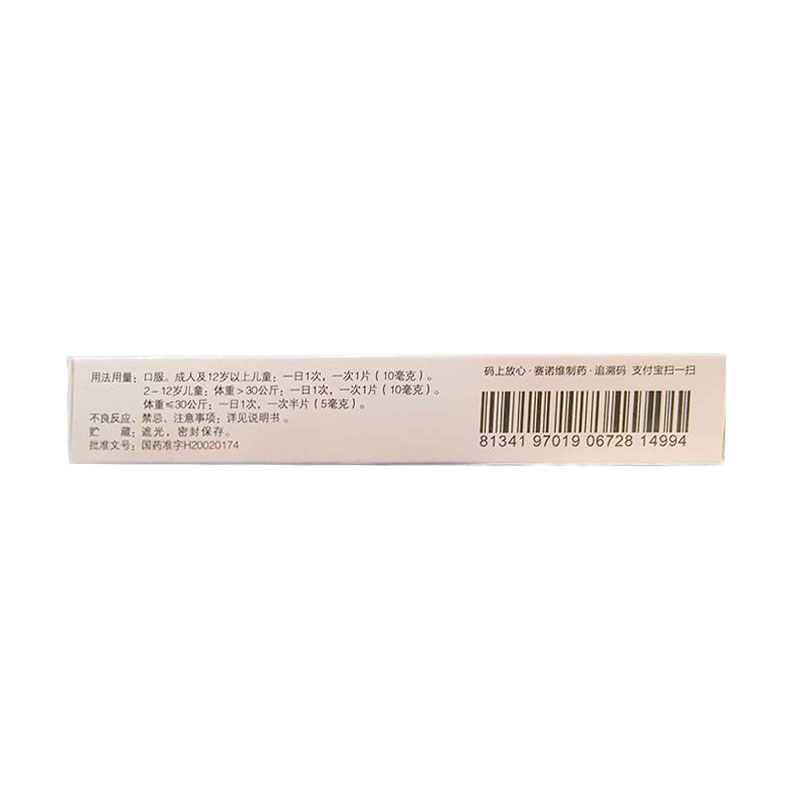 用法用量：口服。成人及12岁以上儿童：一日1次，一次1片（10毫克）。
2－12岁儿童：体重＞30公斤：一日1次，一次1片（10毫克）。
体重≤30公斤：一日1次，一次半片（5毫克）。
不良反应、禁忌、注意事项：详见说明书。
贮　　藏：遮光，密封保存。
批准文号：国药准字H20020174
码上放心·赛诺维制药·追溯码 支付宝扫一扫
81341 97019 06728 14994